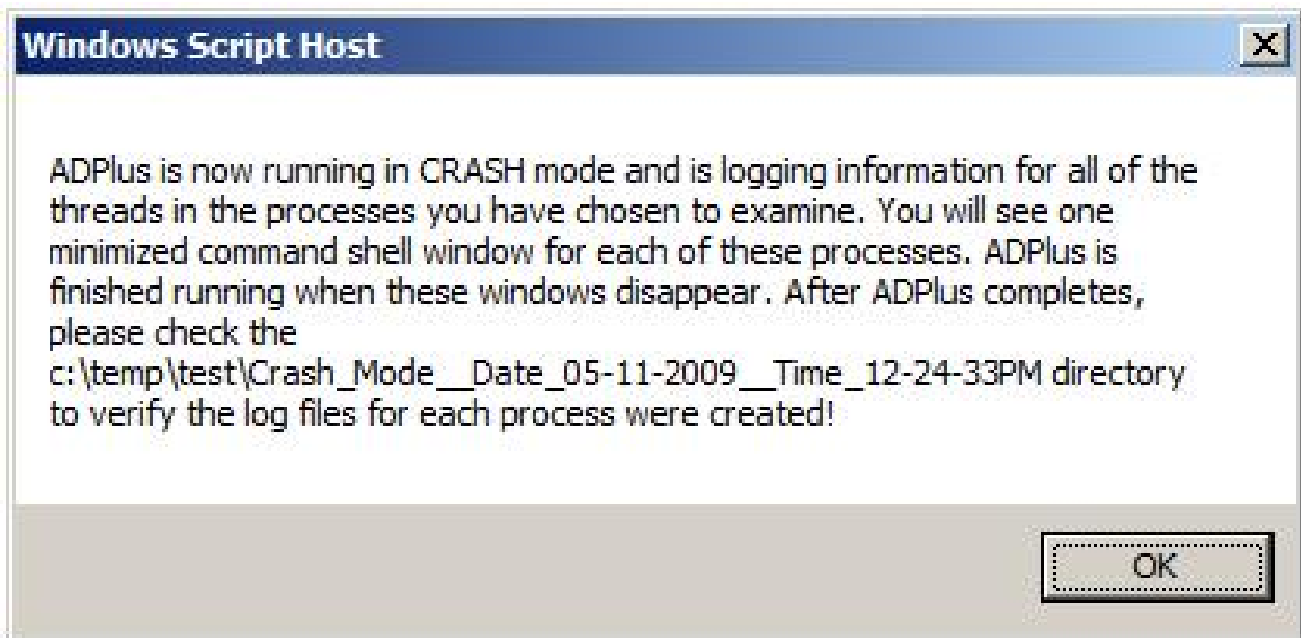 Windows Script Host
ADPlus is now running in CRASH mode and is logging information for all of the
threads in the processes you have chosen to examine. You will see one
minimized command shell window for each of these processes. ADPlus is
finished running when these windows disappear. After ADPlus completes,
please check the
c:\temp\test\Crash_Mode__Date_05-11-2009__Time_12-24-33PM directory
to verify the log files for each process were created!
OK